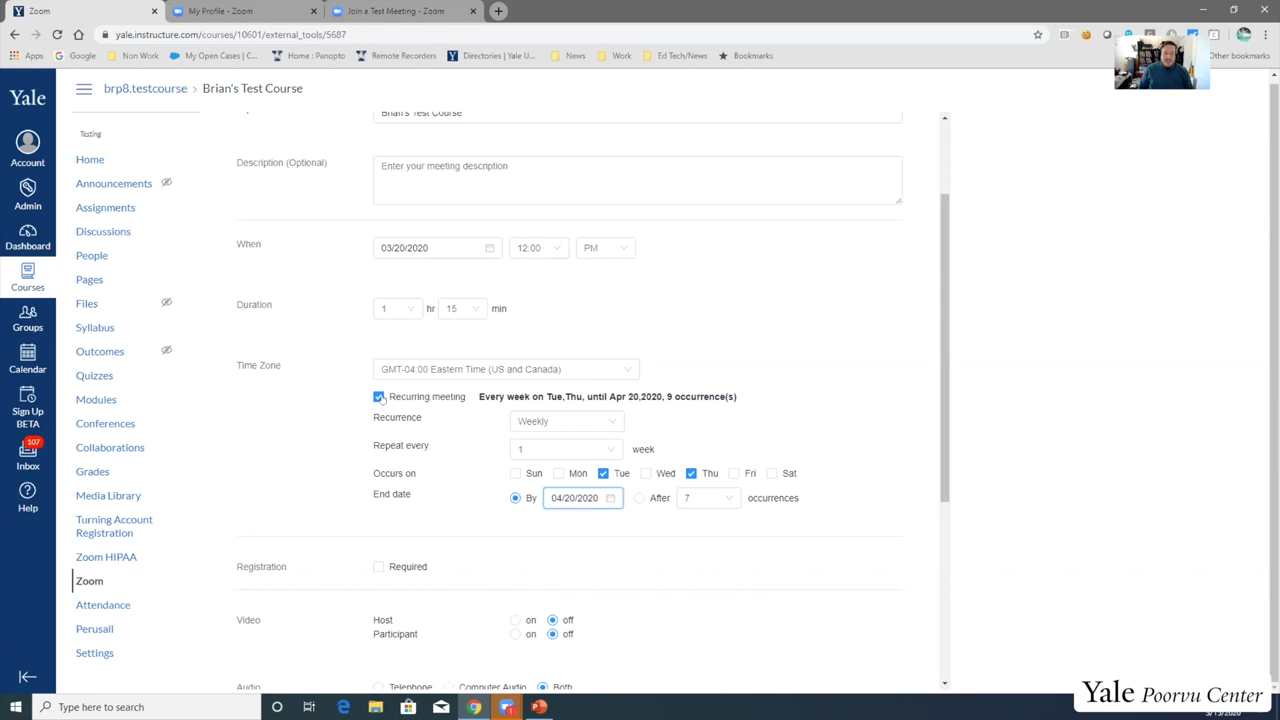 Zoom
My Profile - Zoom
Join a Test Meeting - Zoom
yale.instructure.com/courses/10601/external_tools/5687
Apps
Google
Non Work
My Open Cases | C...
Home : Panopto
Remote Recorders
Directories | Yale U...
News
Work
Ed Tech/News
Bookmarks
Other bookmarks
Yale
brp8.testcourse › Brian's Test Course
Account
Admin
Dashboard
Courses
Groups
Calendar
Sign Up
BETA
107
Inbox
Help
Testing
Home
Announcements
Assignments
Discussions
People
Pages
Files
Syllabus
Outcomes
Quizzes
Modules
Conferences
Collaborations
Grades
Media Library
Turning Account
Registration
Zoom HIPAA
Zoom
Attendance
Perusall
Settings
Brian's Test Course
Description (Optional)
Enter your meeting description
When
03/20/2020
12:00
PM
Duration
1 hr 15 min
Time Zone
GMT-04:00 Eastern Time (US and Canada)
Recurring meeting Every week on Tue,Thu, until Apr 20,2020, 9 occurrence(s)
Recurrence
Weekly
Repeat every
1 week
Occurs on
Sun Mon Tue Wed Thu Fri Sat
End date
By 04/20/2020 After 7 occurrences
Registration
Required
Video
Host on off
Participant on off
Audio
Telephone Computer Audio Both
Type here to search
Yale Poorvu Center